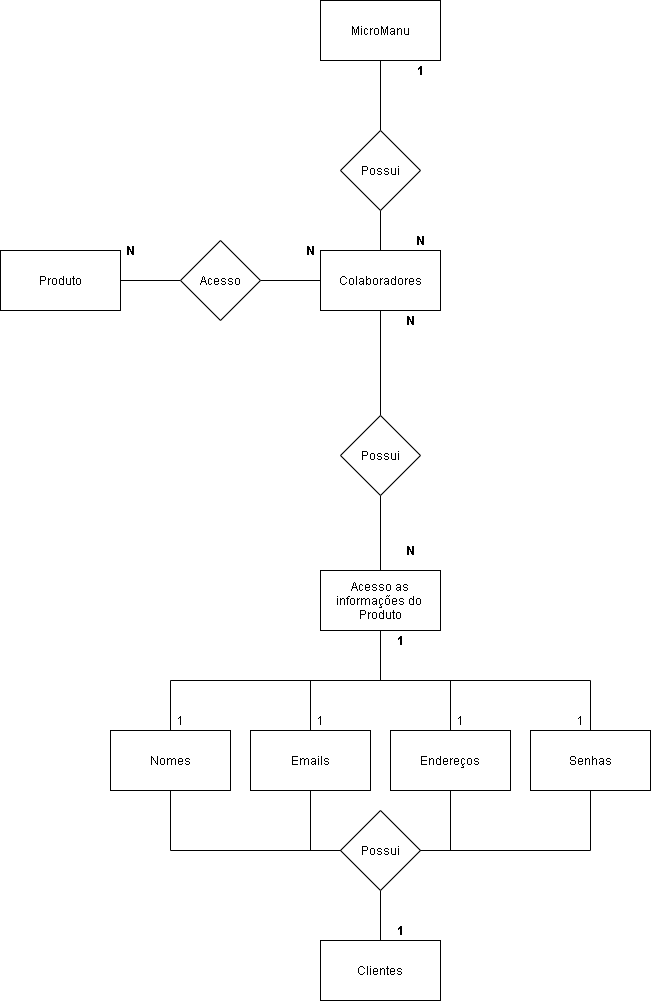 MicroManu
1
Possui
N
N
N
Produto
Acesso
Colaboradores
N
Possui
N
Acesso as
informações do
Produto
1
1
1
1
1
Nomes
Emails
Endereços
Senhas
Possui
1
Clientes